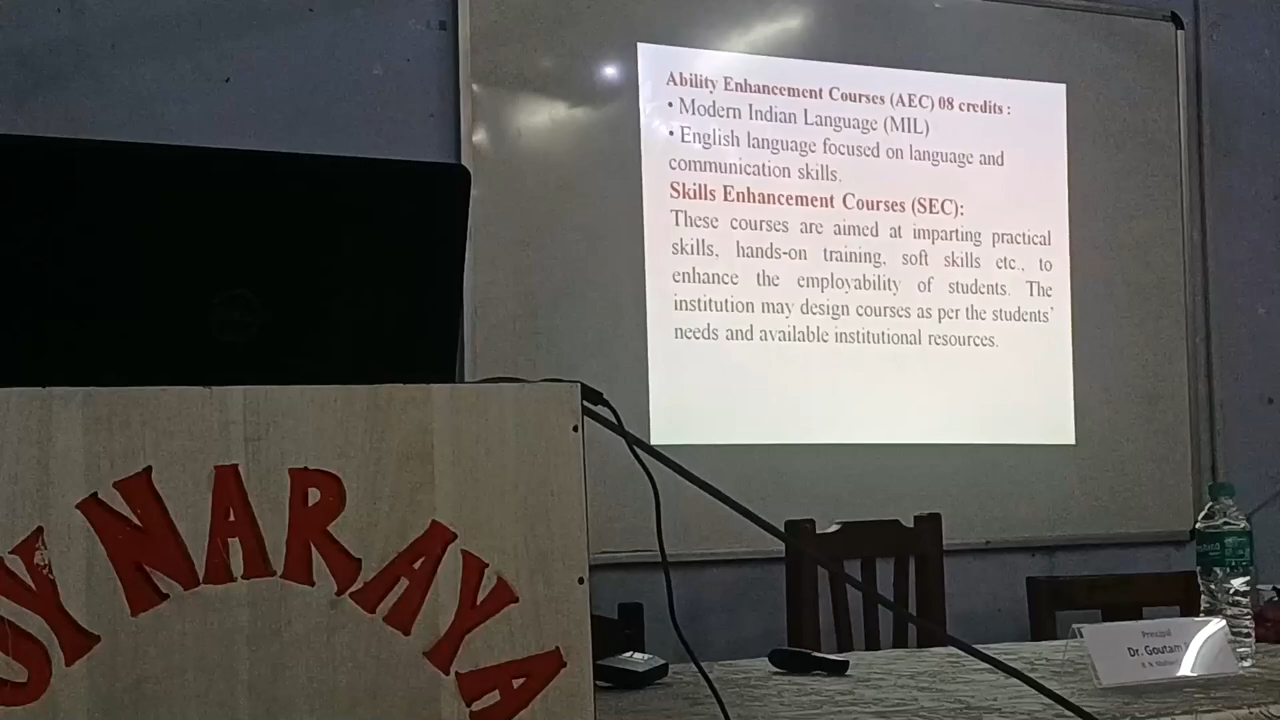 Ability Enhancement Courses (AEC) 08 credits :
• Modern Indian Language (MIL)
• English language focused on language and
communication skills.
Skills Enhancement Courses (SEC):
These courses are aimed at imparting practical
skills, hands-on training, soft skills etc., to
enhance the employability of students. The
institution may design courses as per the students'
needs and available institutional resources.
OY NARAYA
Principal
Dr. Goutam